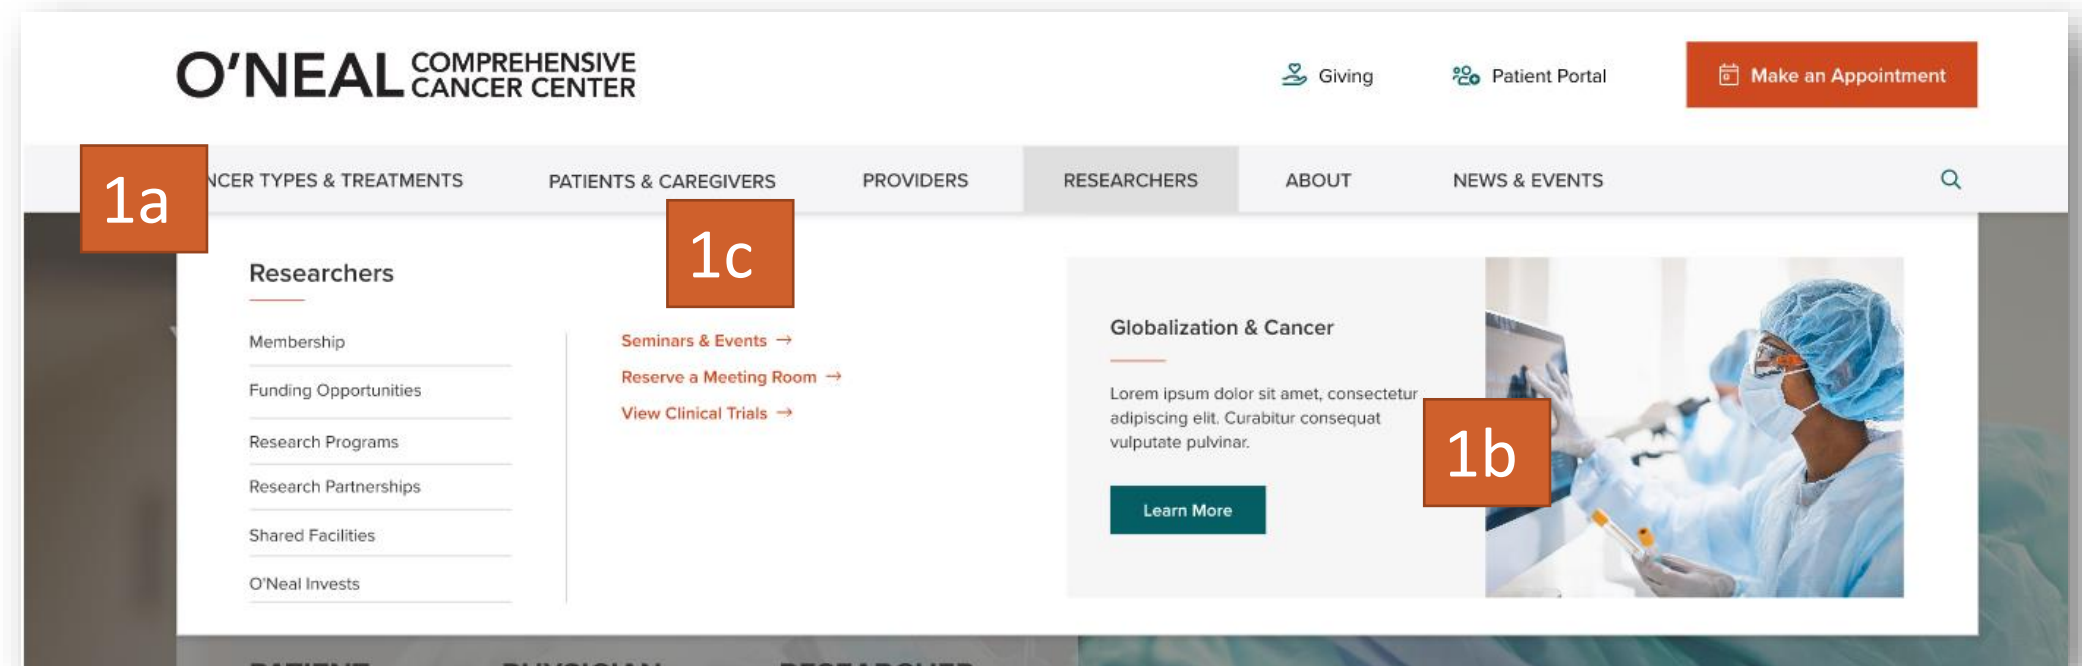 O'NEAL COMPREHENSIVE
CANCER CENTER
Giving
Patient Portal
Make an Appointment
1a
NCER TYPES & TREATMENTS
PATIENTS & CAREGIVERS
PROVIDERS
RESEARCHERS
ABOUT
NEWS & EVENTS
1c
Researchers
Membership
Funding Opportunities
Research Programs
Research Partnerships
Shared Facilities
O'Neal Invests
Seminars & Events →
Reserve a Meeting Room →
View Clinical Trials →
Globalization & Cancer
Lorem ipsum dolor sit amet, consectetur
adipiscing elit. Curabitur consequat
vulputate pulvinar.
Learn More
1b
PATIENT
PHYSICIAN
RESEARCHER